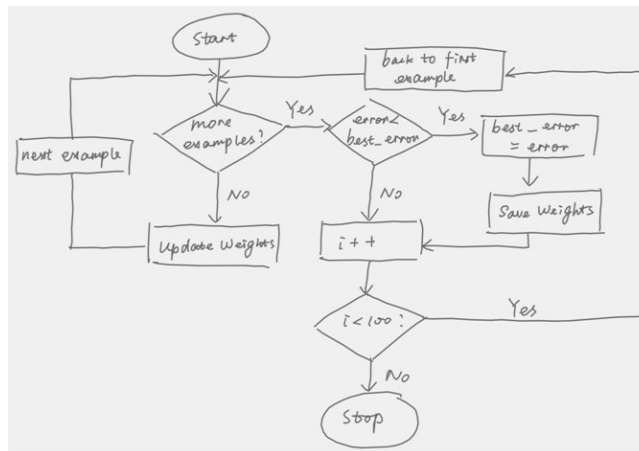 Start
back to first
example
more
examples?
Yes
error<
best_error
Yes
best_error
= error
next example
No
No
Save Weights
Update Weights
i++
i<100?
Yes
No
Stop